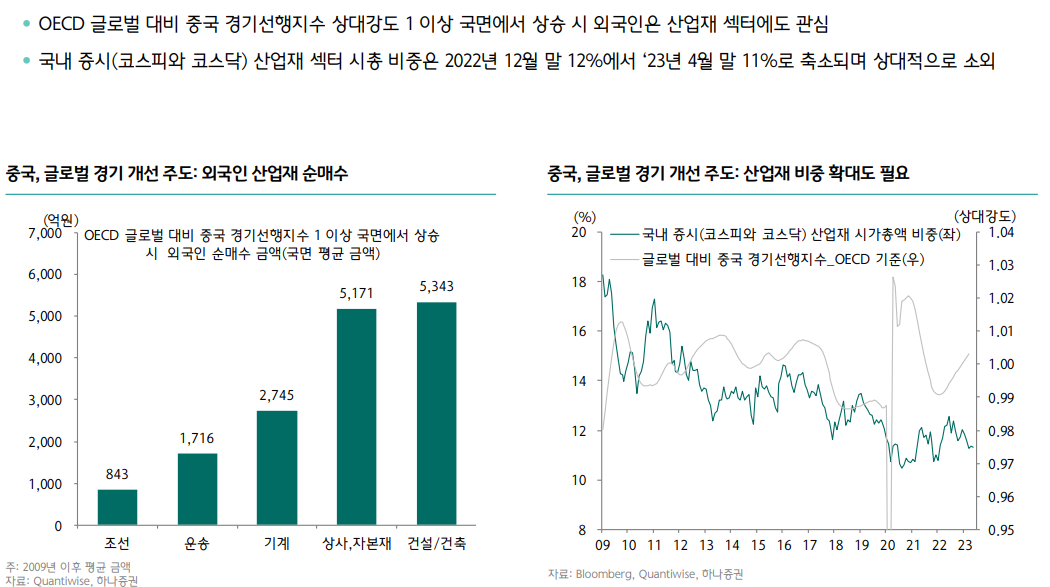 • OECD 글로벌 대비 중국 경기선행지수 상대강도 1 이상 국면에서 상승 시 외국인은 산업재 섹터에도 관심
• 국내 증시(코스피와 코스닥) 산업재 섹터 시총 비중은 2022년 12월 말 12%에서 ‘23년 4월 말 11%로 축소되며 상대적으로 소외
중국, 글로벌 경기 개선 주도: 외국인 산업재 순매수
(억원)
OECD 글로벌 대비 중국 경기선행지수 1 이상 국면에서 상승
시 외국인 순매수 금액(국면 평균 금액)
7,000
6,000
5,000
4,000
3,000
2,000
1,000
0
843
1,716
2,745
5,171
5,343
조선 운송 기계 상사,자본재 건설/건축
주: 2009년 이후 평균 금액
자료: Quantiwise, 하나증권
중국, 글로벌 경기 개선 주도: 산업재 비중 확대도 필요
(%)
(상대강도)
국내 증시(코스피와 코스닥) 산업재 시가총액 비중(좌)
글로벌 대비 중국 경기선행지수_OECD 기준(우)
20
18
16
14
12
10
8
1.04
1.03
1.02
1.01
1.00
0.99
0.98
0.97
0.96
0.95
09 10 11 12 13 14 15 16 17 18 19 20 21 22 23
자료: Bloomberg, Quantiwise, 하나증권